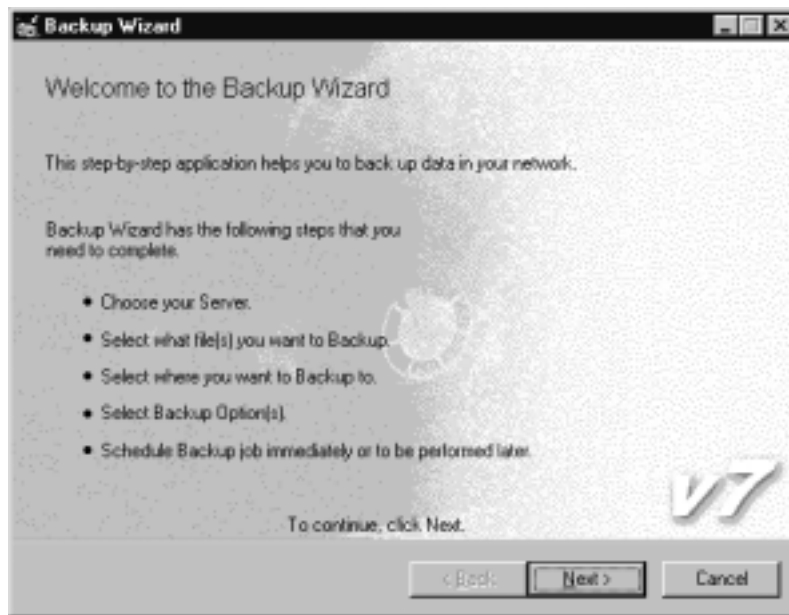 Backup Wizard
Welcome to the Backup Wizard
This step-by-step application helps you to back up data in your network.
Backup Wizard has the following steps that you
need to complete.
• Choose your Server.
• Select what file(s) you want to Backup.
• Select where you want to Backup to.
• Select Backup Option(s).
• Schedule Backup job immediately or to be performed later.
v7
To continue, click Next.
< Back
Next >
Cancel